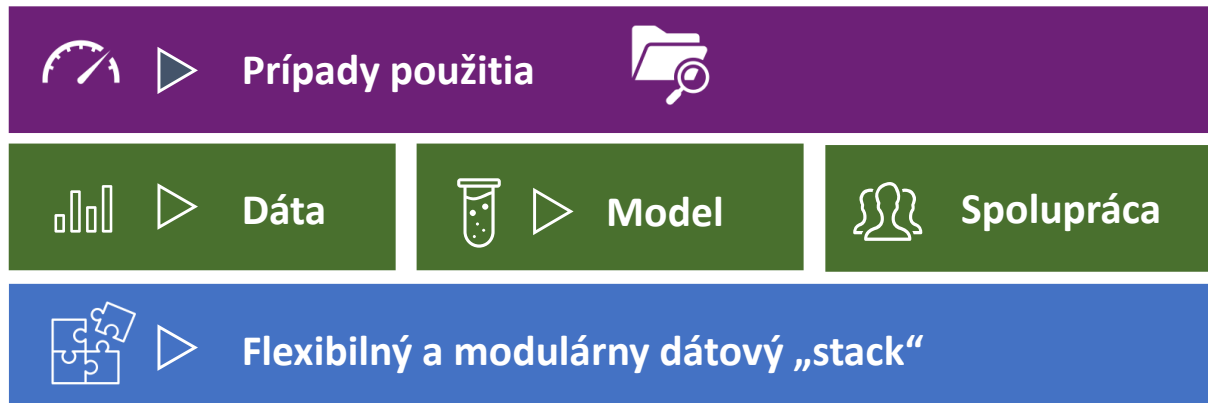 Prípady použitia
Dáta
Model
Spolupráca
Flexibilný a modulárny dátový „stack“